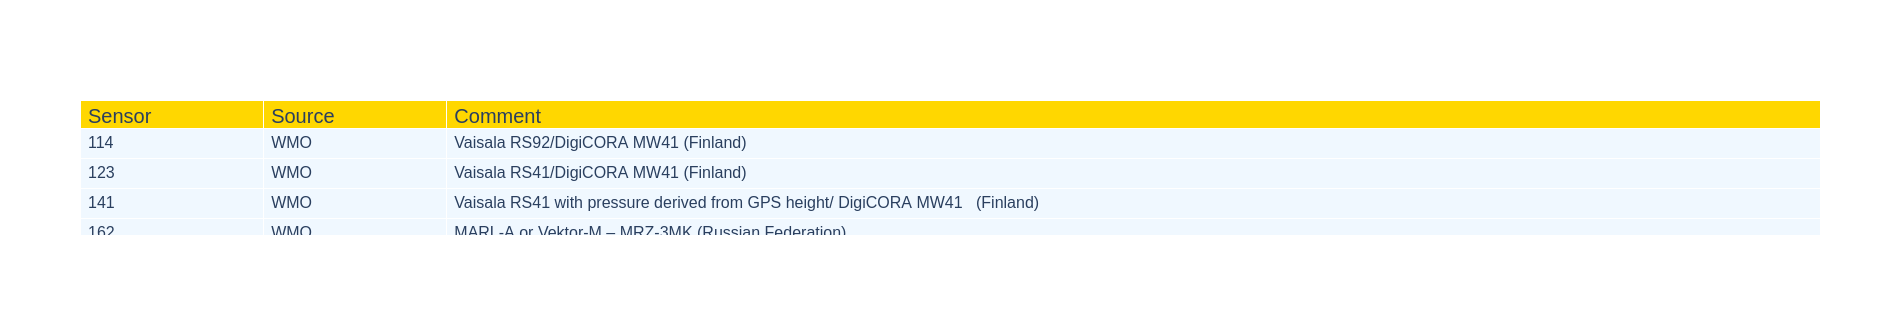 Sensor Source Comment
114 WMO Vaisala RS92/DigiCORA MW41 (Finland)
123 WMO Vaisala RS41/DigiCORA MW41 (Finland)
141 WMO Vaisala RS41 with pressure derived from GPS height/ DigiCORA MW41 (Finland)
162 WMO MARL-A or Vektor-M – MRZ-3MK (Russian Federation)